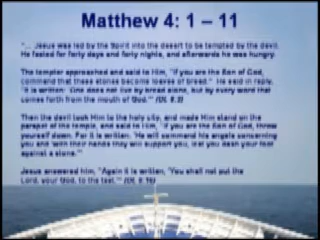 Matthew 4: 1 – 11
"... Jesus was led by the Spirit into the desert to be tempted by the devil.
He fasted for forty days and forty nights, and afterwards he was hungry.
The tempter approached and said to Him, "If you are the Son of God,
command that these stones become loaves of bread." He said in reply,
"It is written: One does not live by bread alone, but by every word that
comes forth from the mouth of God.'"
Then the devil took Him to the holy city, and made Him stand on the
parapet of the temple, and said to Him, "If you are the Son of God, throw
yourself down. For it is written: 'He will command his angels concerning
you and 'with their hands they will support you, lest you dash your foot
against a stone.'"
Jesus answered him, "Again it is written, 'You shall not put the
Lord, your God, to the test.'"